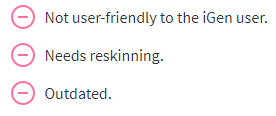 Not user-friendly to the iGen user.
Needs reskinning.
Outdated.